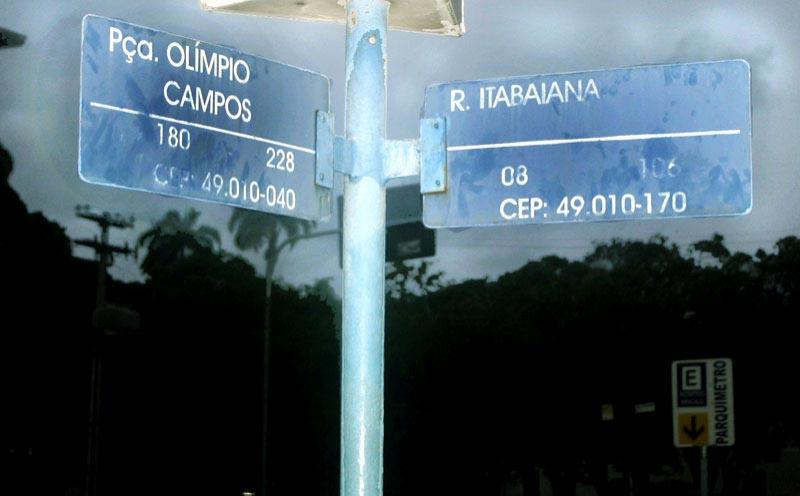 Pça. OLÍMPIO
CAMPOS
180 228
CEP: 49.010-040
R. ITABAIANA
08 106
CEP: 49.010-170
E
PARQUÍMETRO